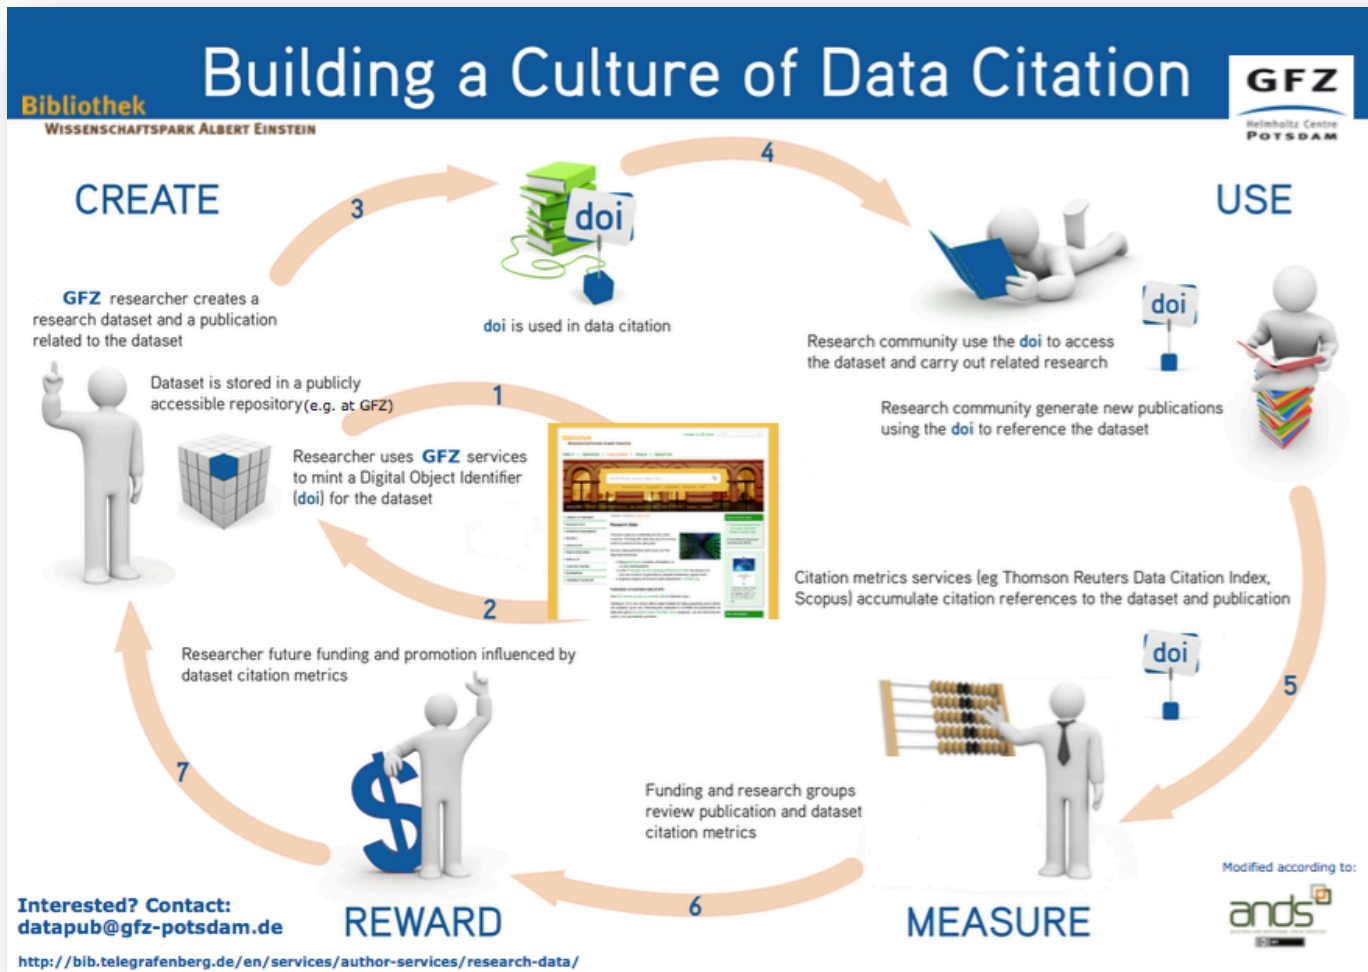 Building a Culture of Data Citation
Bibliothek
WISSENSCHAFTSPARK ALBERT EINSTEIN
GFZ
Helmholtz Centre
POTSDAM
CREATE
3
doi
4
USE
GFZ researcher creates a
research dataset and a publication
related to the dataset
doi is used in data citation
doi
Research community use the doi to access
the dataset and carry out related research
Dataset is stored in a publicly
accessible repository(e.g. at GFZ)
1
Research community generate new publications
using the doi to reference the dataset
Researcher uses GFZ services
to mint a Digital Object Identifier
(doi) for the dataset
Bibliothek
Research Data
2
Citation metrics services (eg Thomson Reuters Data Citation Index,
Scopus) accumulate citation references to the dataset and publication
doi
5
Researcher future funding and promotion influenced by
dataset citation metrics
7
$
Funding and research groups
review publication and dataset
citation metrics
6
REWARD
MEASURE
Modified according to:
ands
Interested? Contact:
datapub@gfz-potsdam.de
http://bib.telegrafenberg.de/en/services/author-services/research-data/